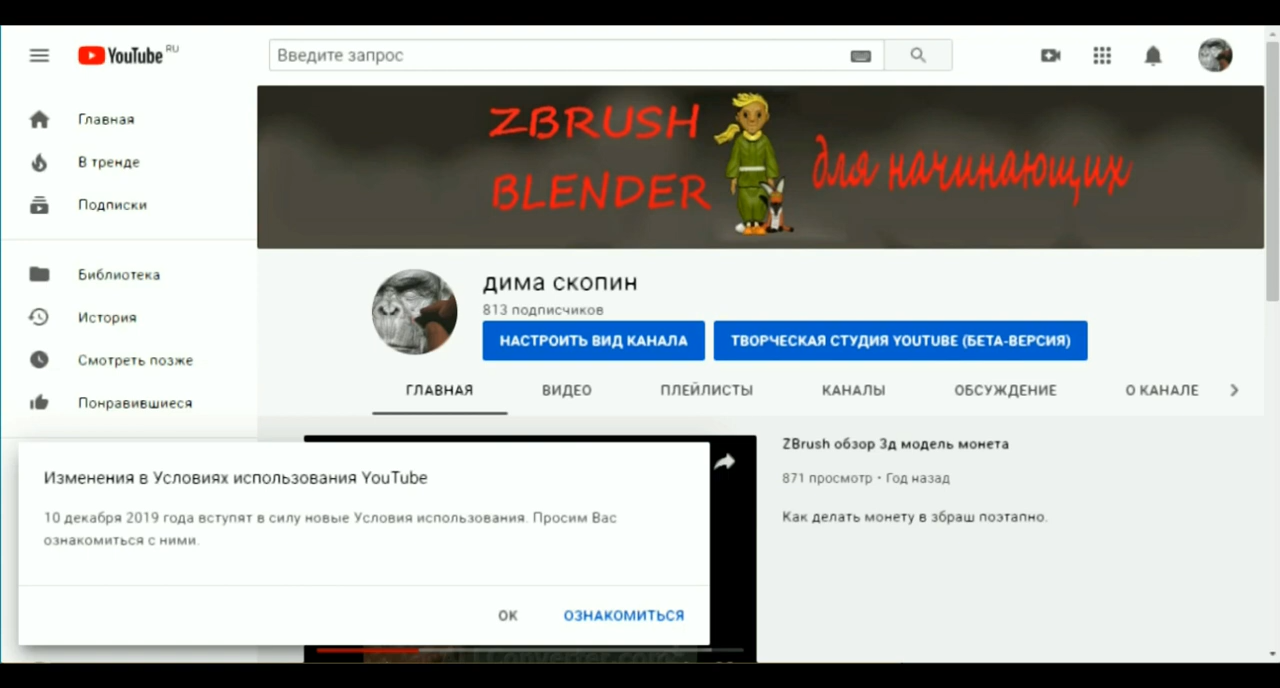 YouTube RU
Введите запрос
Главная
В тренде
Подписки
Библиотека
История
Смотреть позже
Понравившиеся
ZBRUSH
BLENDER
для начинающих
дима скопин
813 подписчиков
НАСТРОИТЬ ВИД КАНАЛА
ТВОРЧЕСКАЯ СТУДИЯ YOUTUBE (БЕТА-ВЕРСИЯ)
ГЛАВНАЯ ВИДЕО ПЛЕЙЛИСТЫ КАНАЛЫ ОБСУЖДЕНИЕ О КАНАЛЕ
Изменения в Условиях использования YouTube
10 декабря 2019 года вступят в силу новые Условия использования. Просим Вас
ознакомиться с ними.
ОК ОЗНАКОМИТЬСЯ
ZBrush обзор 3д модель монета
871 просмотр • Год назад
Как делать монету в збраш поэтапно.